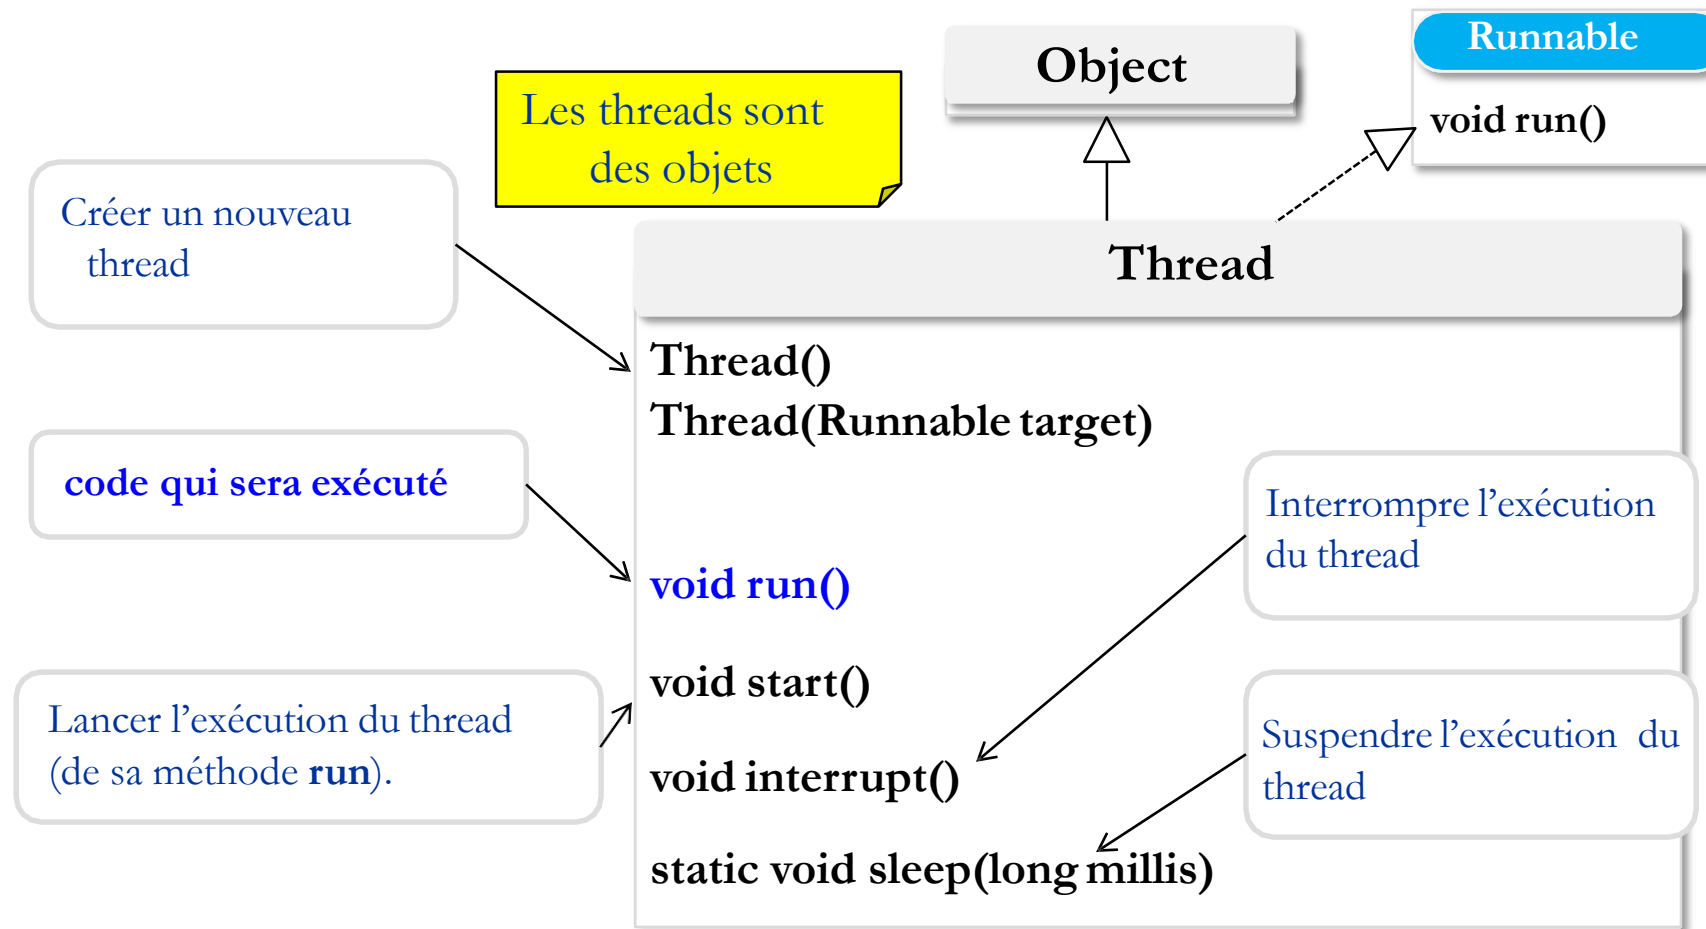 Runnable
void run()
Object
Les threads sont
des objets
Créer un nouveau
thread
Thread
Thread()
Thread(Runnable target)
code qui sera exécuté
Interrompre l’exécution
du thread
void run()
void start()
Lancer l’exécution du thread
(de sa méthode run).
Suspendre l’exécution du
thread
void interrupt()
static void sleep(long millis)